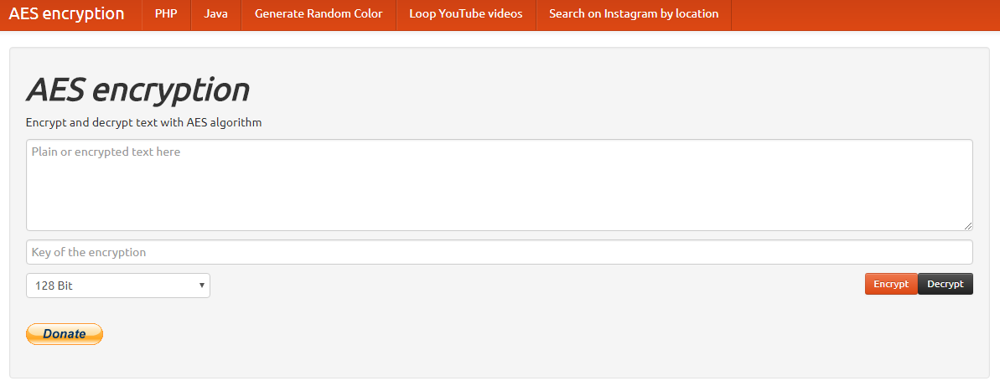 AES encryption PHP Java Generate Random Color Loop YouTube videos Search on Instagram by location
AES encryption
Encrypt and decrypt text with AES algorithm
Plain or encrypted text here
Key of the encryption
128 Bit Encrypt Decrypt
Donate